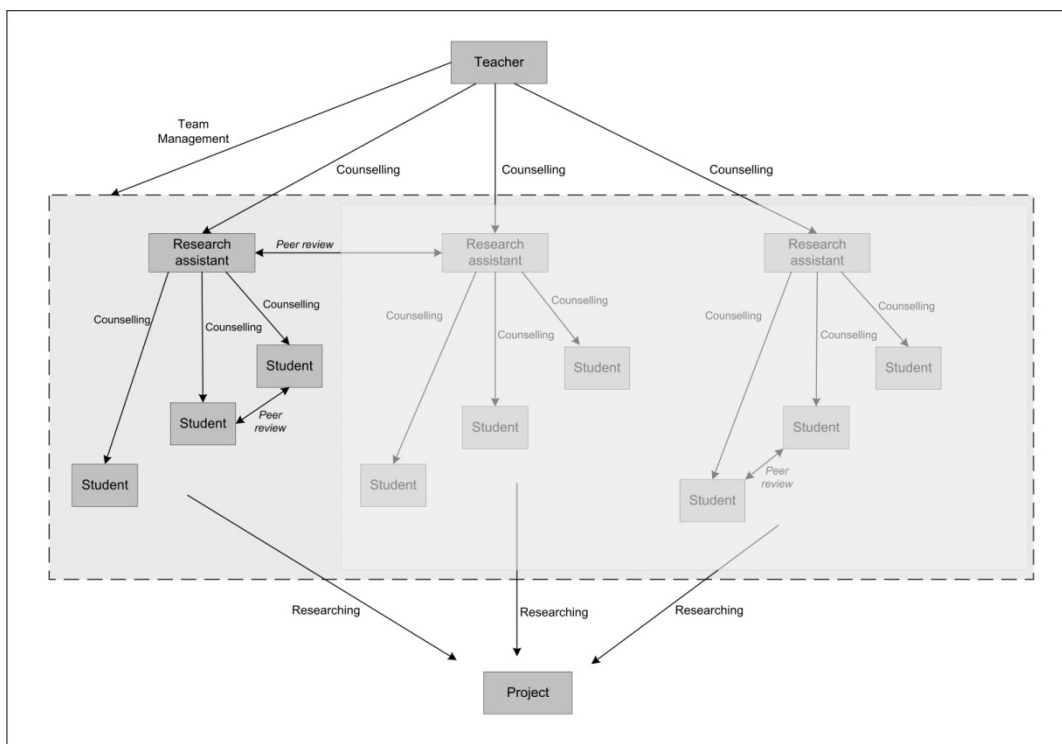 Teacher
Team
Management
Counselling
Counselling
Counselling
Research
assistant
Peer review
Research
assistant
Research
assistant
Counselling
Counselling
Counselling
Student
Student
Peer
review
Student
Counselling
Counselling
Counselling
Student
Student
Student
Counselling
Counselling
Counselling
Student
Student
Peer
review
Student
Researching
Researching
Researching
Project